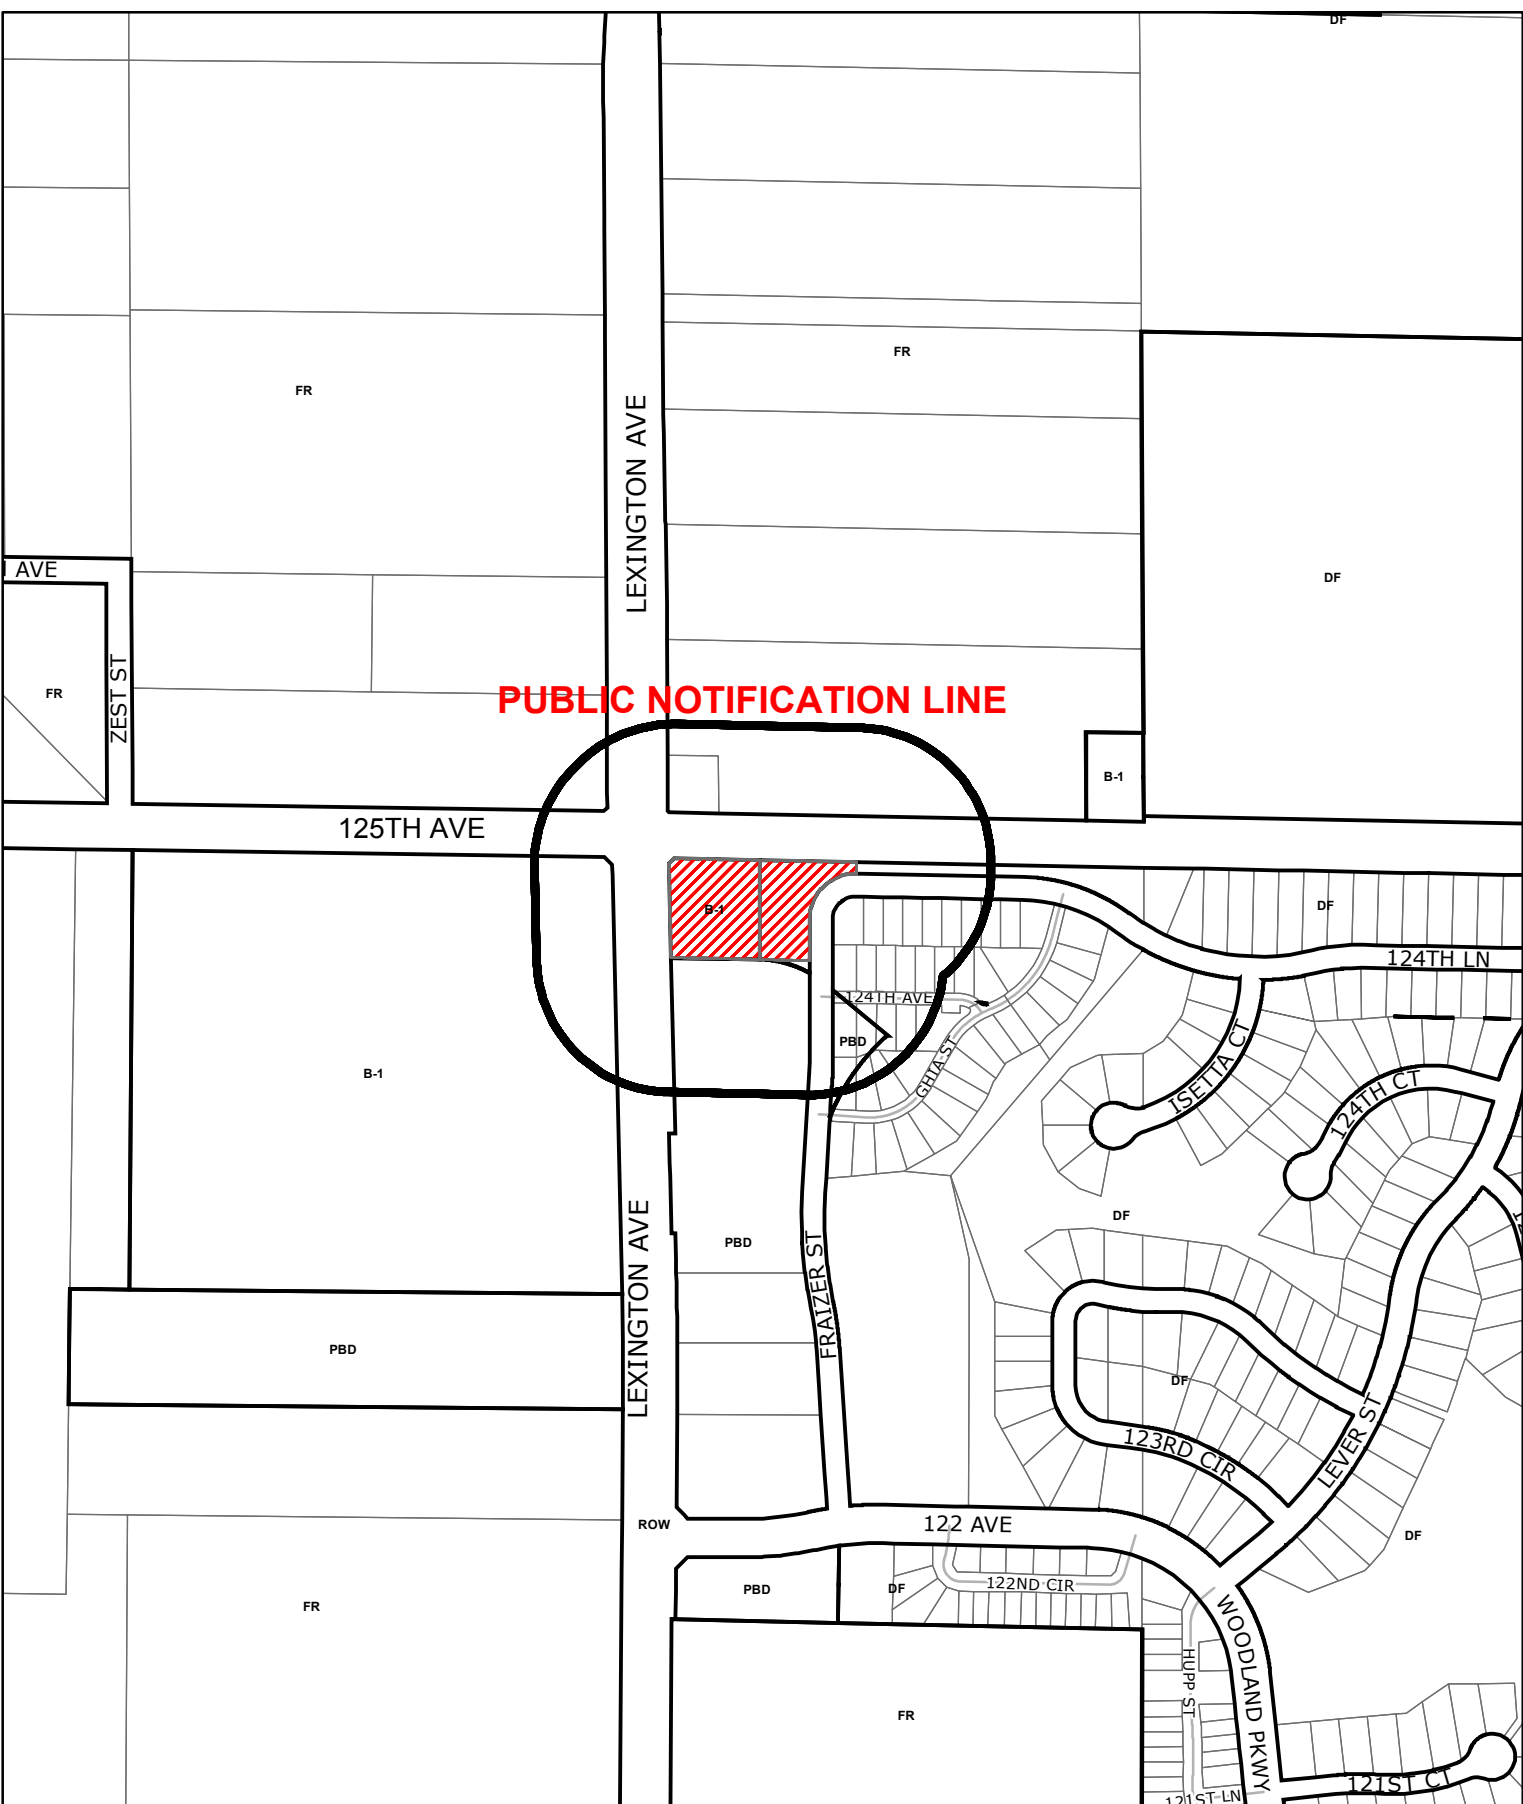 DF
FR
FR
LEXINGTON AVE
AVE
DF
FR
ZEST ST
PUBLIC NOTIFICATION LINE
B-1
125TH AVE
B-1
DF
124TH LN
124TH AVE
PBD
GHIA ST
ISETTA CT
124TH CT
B-1
DF
PBD
LEXINGTON AVE
FRAIZER ST
PBD
DF
123RD CIR
LEVER ST
ROW
122 AVE
DF
PBD
DF
122ND CIR
FR
WOODLAND PKWY
HUPP ST
FR
121ST CT
121ST LN